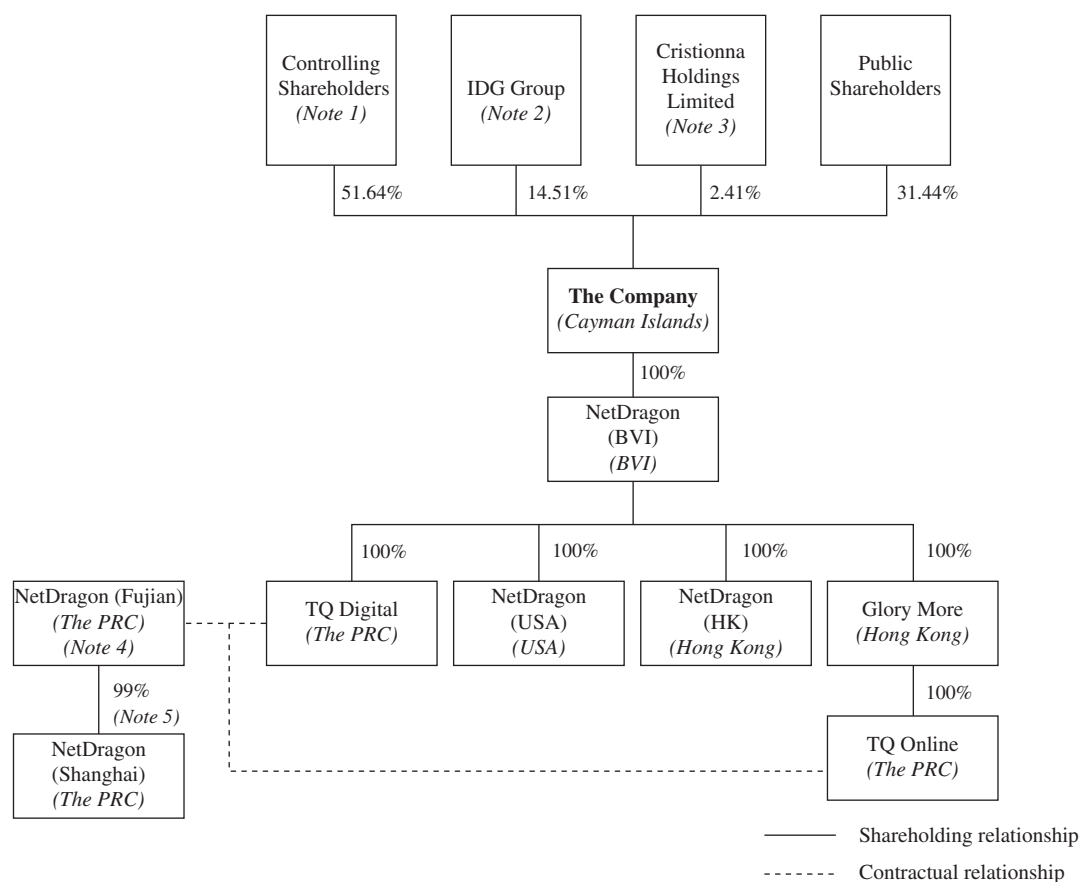 Controlling
Shareholders
(Note 1)
IDG Group
(Note 2)
Cristionna
Holdings
Limited
(Note 3)
Public
Shareholders
51.64%
14.51%
2.41%
31.44%
The Company
(Cayman Islands)
100%
NetDragon
(BVI)
(BVI)
100%
100%
100%
100%
NetDragon (Fujian)
(The PRC)
(Note 4)
TQ Digital
(The PRC)
NetDragon
(USA)
(USA)
NetDragon
(HK)
(Hong Kong)
Glory More
(Hong Kong)
99%
(Note 5)
100%
NetDragon
(Shanghai)
(The PRC)
TQ Online
(The PRC)
Shareholding relationship
Contractual relationship